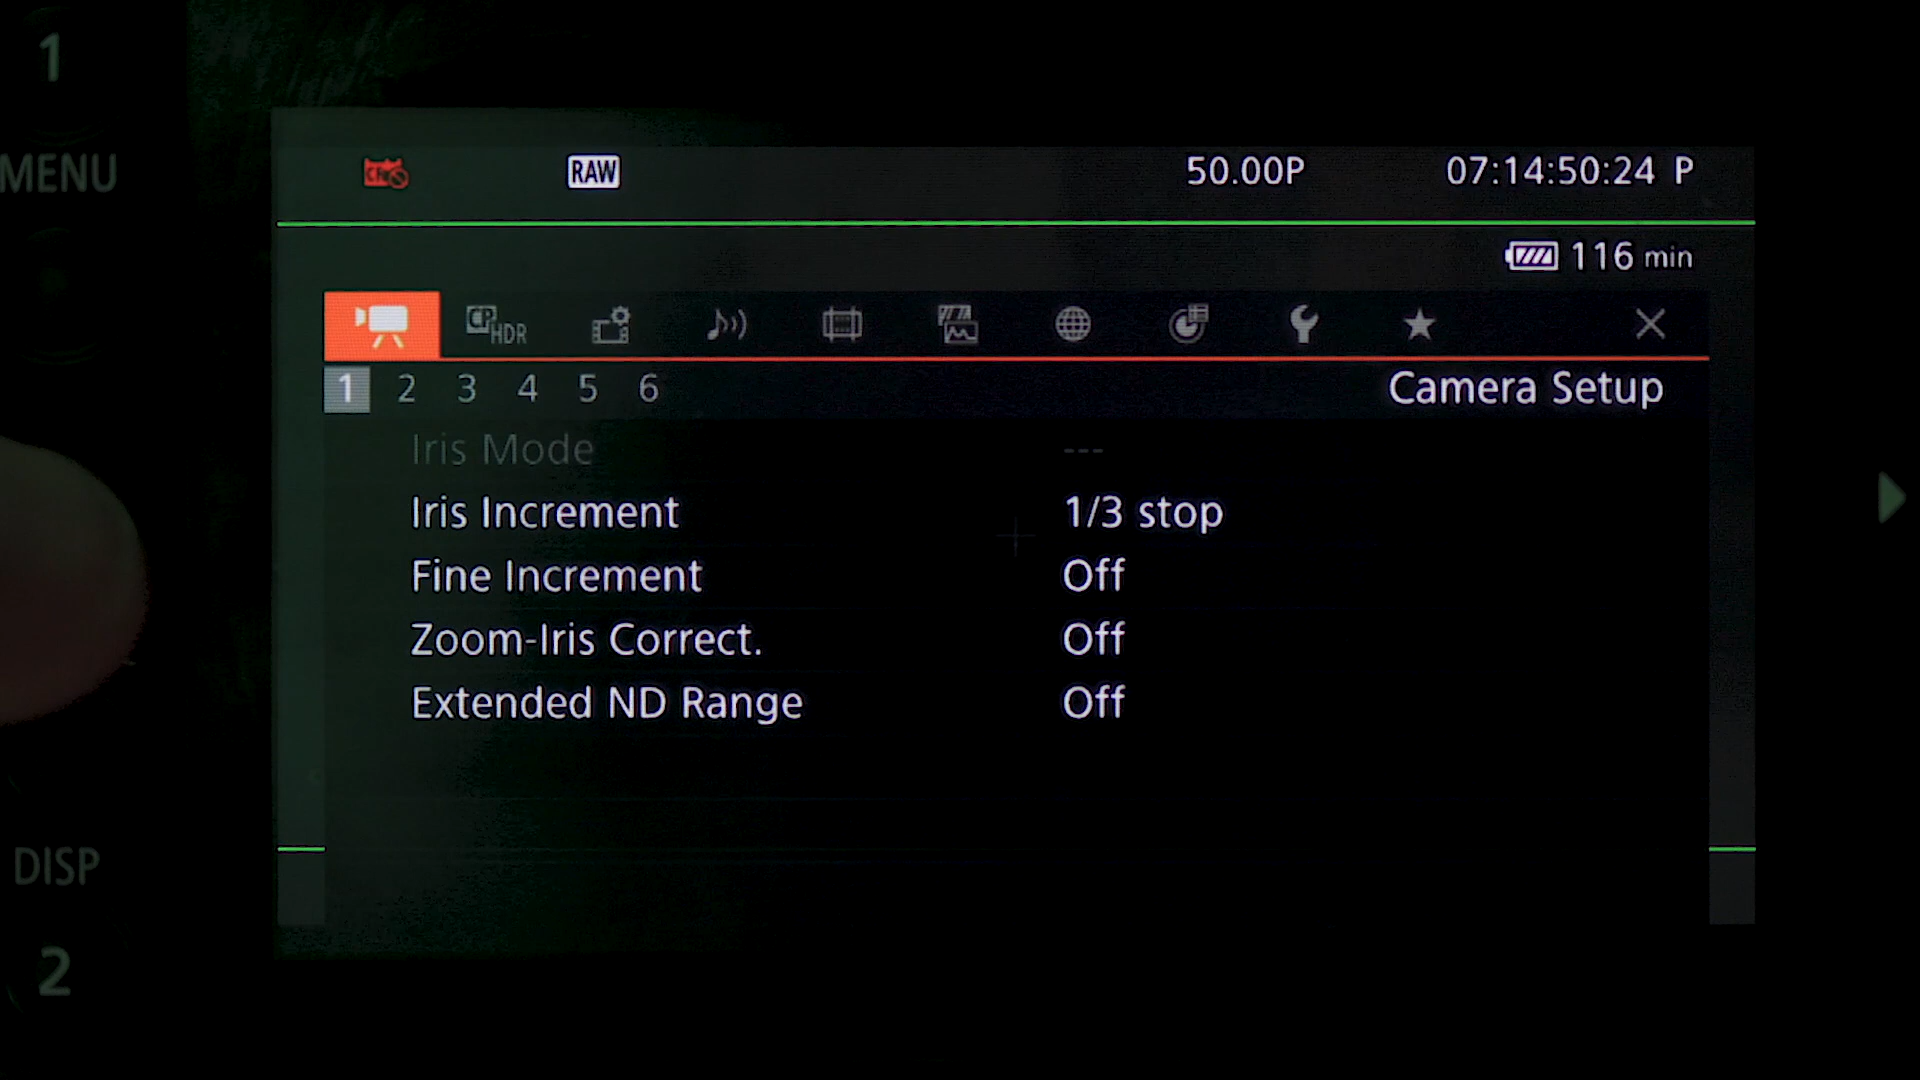 1
MENU
RAW 50.00P 07:14:50:24 P
116 min
CP HDR
1 2 3 4 5 6 Camera Setup
Iris Mode ---
Iris Increment 1/3 stop
Fine Increment Off
Zoom-Iris Correct. Off
Extended ND Range Off
DISP
2